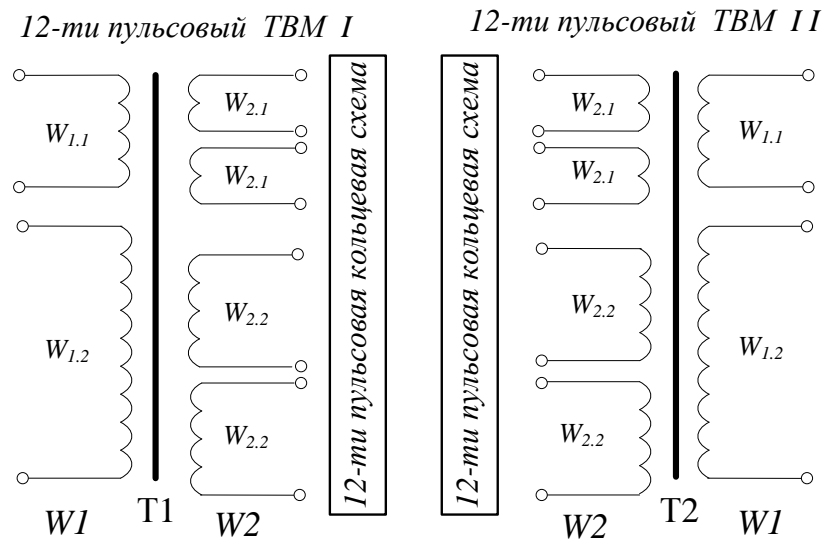 12-ти пульсовый ТВМ I
12-ти пульсовый ТВМ II
W1.1
W1.2
W2.1
W2.1
W2.2
W2.2
12-ти пульсовая кольцевая схема
W1
T1
W2
12-ти пульсовая кольцевая схема
W2.1
W2.1
W2.2
W2.2
W1.1
W1.2
W2
T2
W1